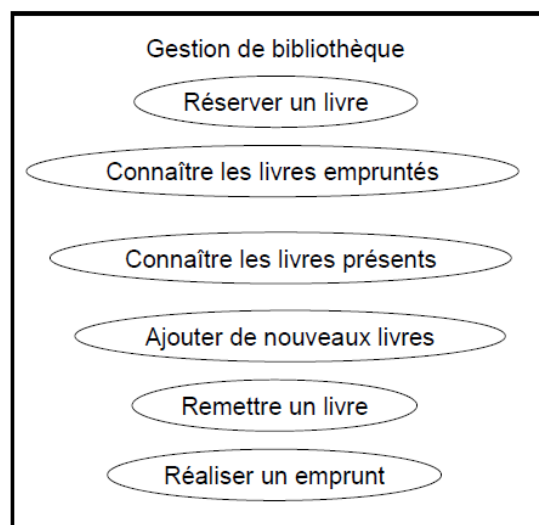 Gestion de bibliothèque
Réserver un livre
Connaître les livres empruntés
Connaître les livres présents
Ajouter de nouveaux livres
Remettre un livre
Réaliser un emprunt